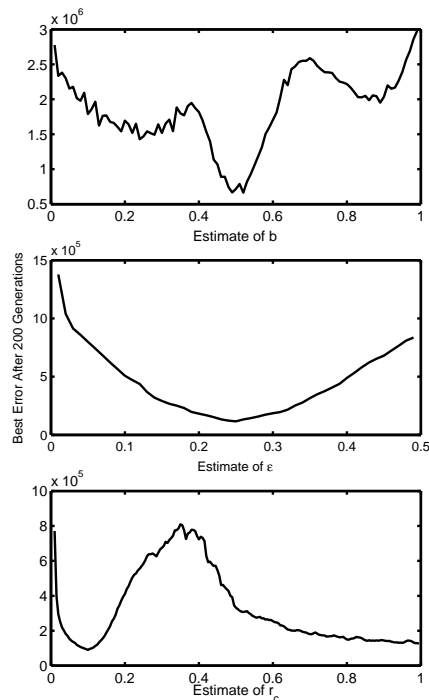 x 10^6
3
2.5
2
1.5
1
0.5
0.2 0.4 0.6 0.8 1
Estimate of b
x 10^5
15
10
5
0
0 0.1 0.2 0.3 0.4 0.5
Estimate of ε
Best Error After 200 Generations
x 10^5
8
6
4
2
0
0 0.2 0.4 0.6 0.8 1
Estimate of r_c